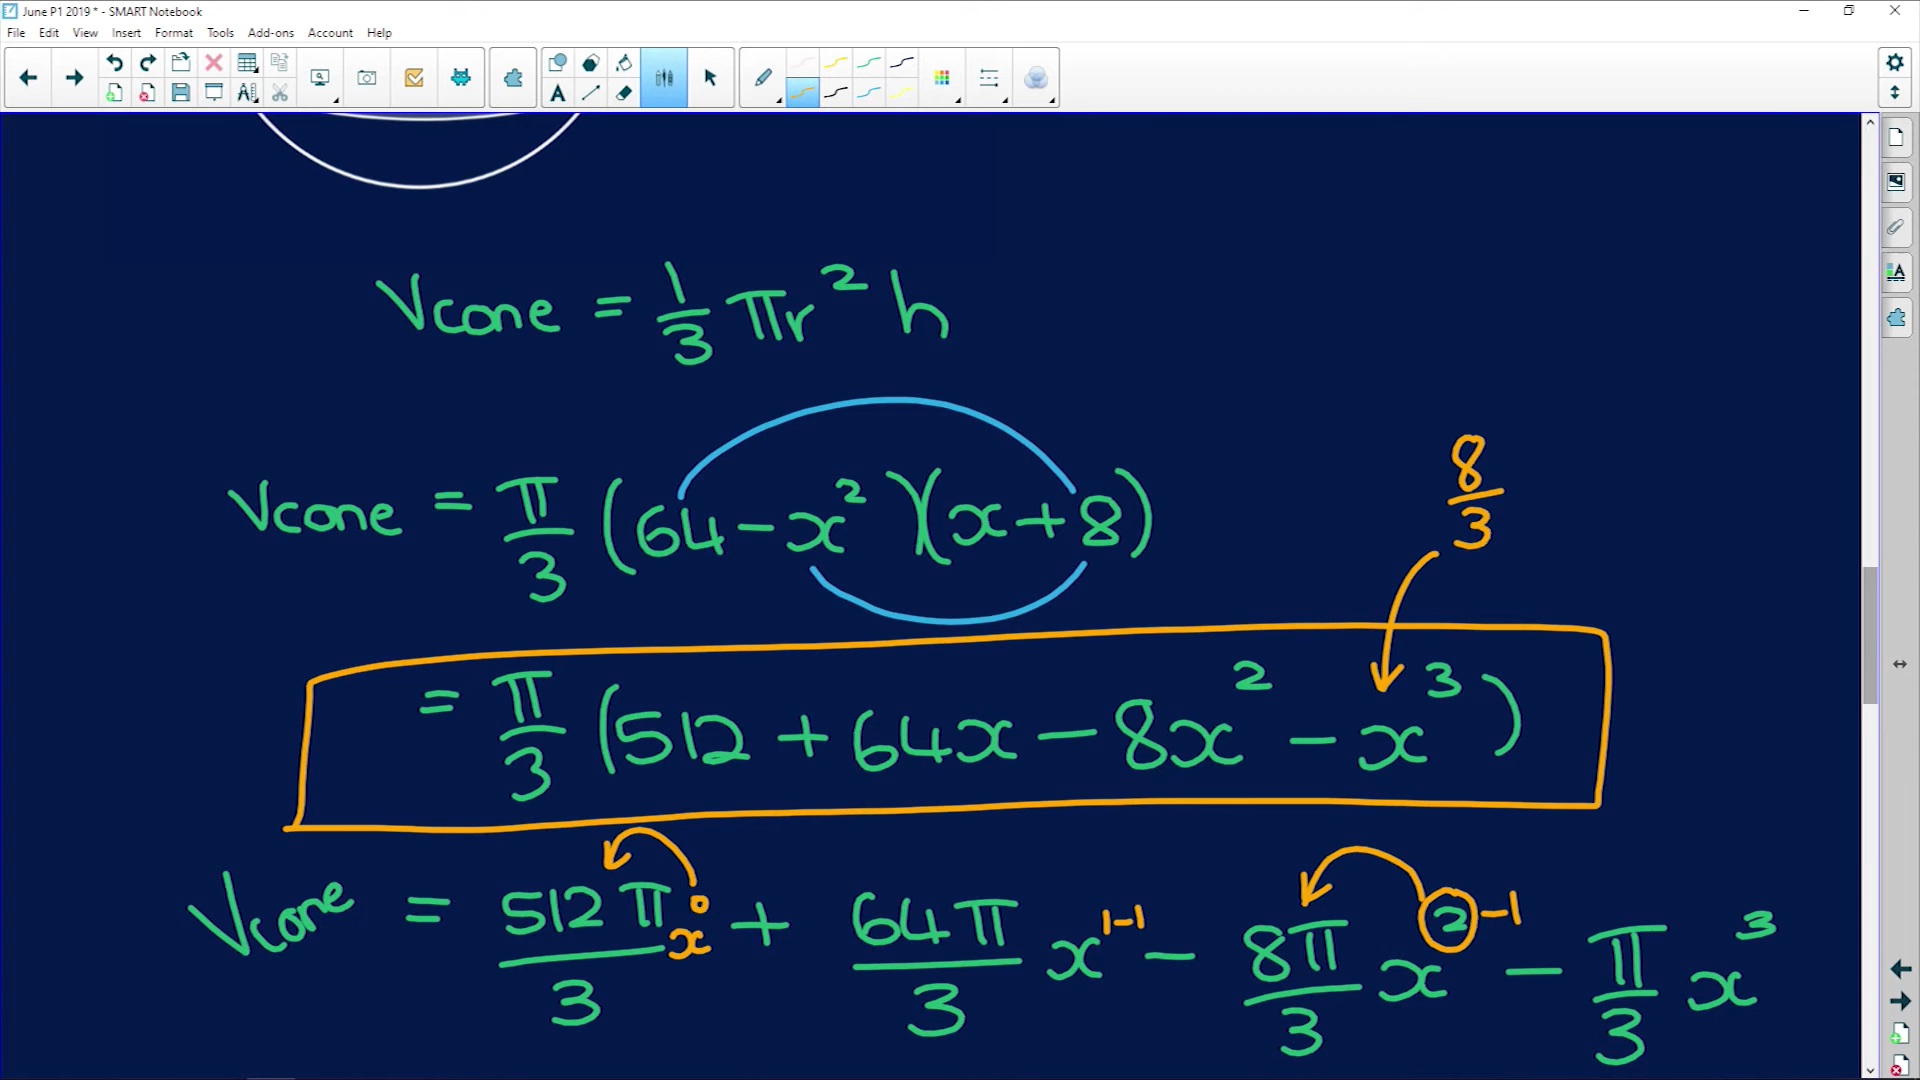 June P1 2019 * - SMART Notebook
File Edit View Insert Format Tools Add-ons Account Help
Vcone = 1/3 πr² h
8/3
Vcone = π/3 (64 - x²)(x + 8)
= π/3 (512 + 64x - 8x² - x³)
Vcone = 512π/3 x⁰ + 64π/3 x¹⁻¹ - 8π/3 x²⁻¹ - π/3 x³